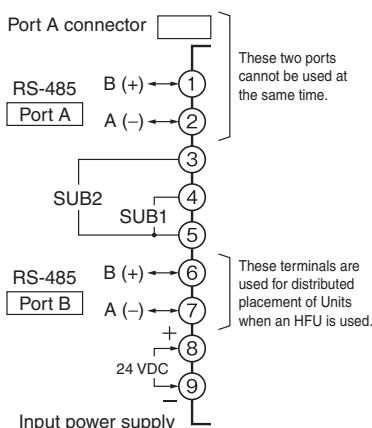 Port A connector
These two ports
cannot be used at
the same time.
RS-485
Port A
B (+)
1
A (−)
2
3
SUB2
4
SUB1
5
RS-485
Port B
B (+)
6
A (−)
7
These terminals are
used for distributed
placement of Units
when an HFU is used.
+
8
24 VDC
9
−
Input power supply